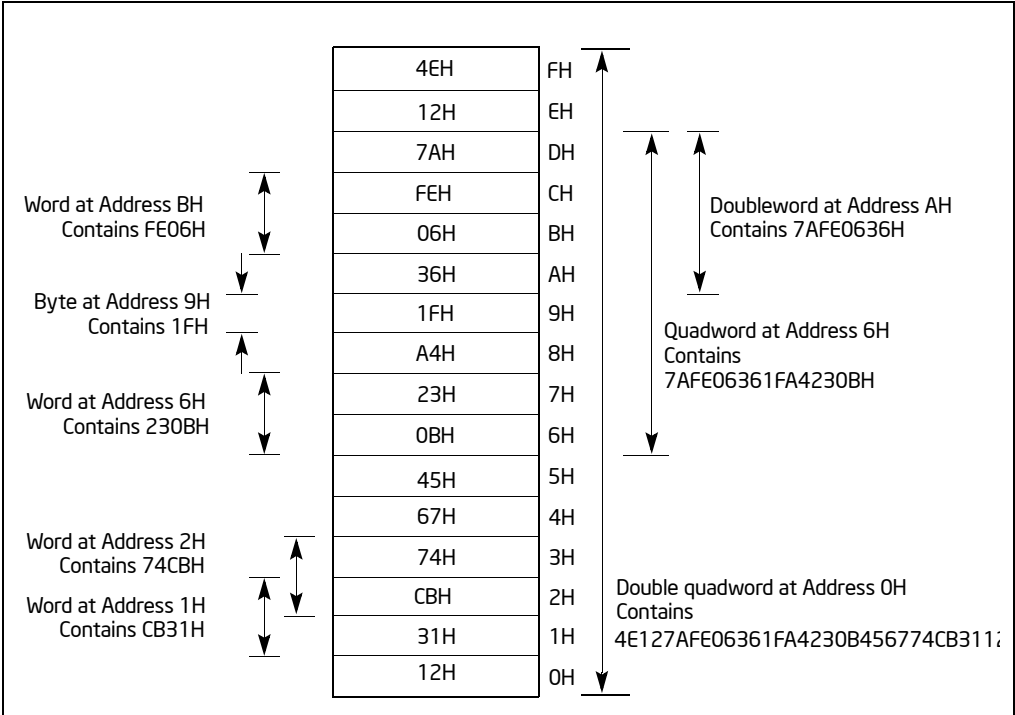 4EH FH
12H EH
7AH DH
FEH CH
06H BH
36H AH
1FH 9H
A4H 8H
23H 7H
0BH 6H
45H 5H
67H 4H
74H 3H
CBH 2H
31H 1H
12H 0H
Word at Address BH
Contains FE06H
Byte at Address 9H
Contains 1FH
Word at Address 6H
Contains 230BH
Word at Address 2H
Contains 74CBH
Word at Address 1H
Contains CB31H
Doubleword at Address AH
Contains 7AFE0636H
Quadword at Address 6H
Contains
7AFE06361FA4230BH
Double quadword at Address 0H
Contains
4E127AFE06361FA4230B456774CB3112